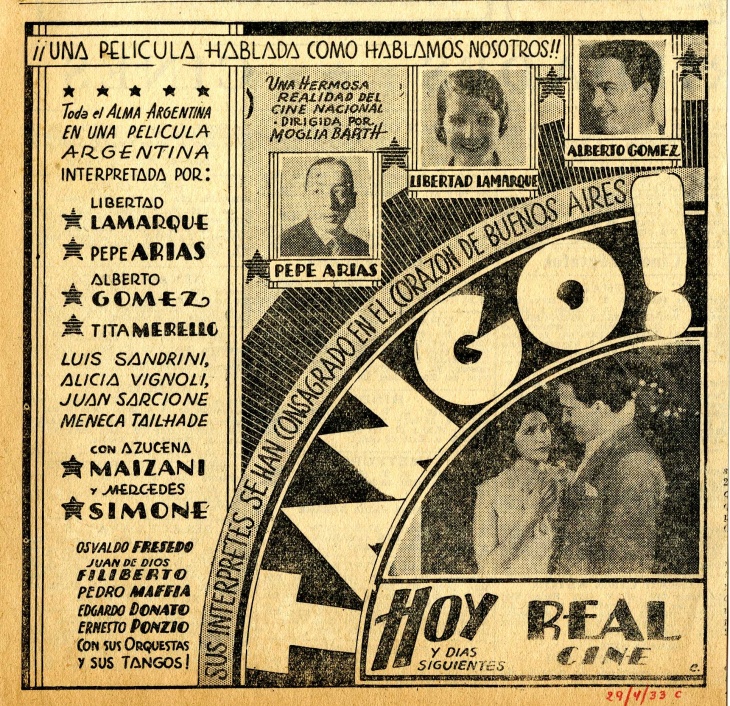 ¡¡UNA PELICULA HABLADA COMO HABLAMOS NOSOTROS!!
Toda el ALMA ARGENTINA
EN UNA PELICULA
ARGENTINA
INTERPRETADA POR:
LIBERTAD
LAMARQUE
PEPE ARIAS
ALBERTO
GOMEZ
TITA MERELLO
LUIS SANDRINI,
ALICIA VIGNOLI,
JUAN SARCIONE
MENECA TAILHADE
CON AZUCENA
MAIZANI
Y MERCEDES
SIMONE
OSVALDO FRESEDO
JUAN DE DIOS
FILIBERTO
PEDRO MAFFIA
EDGARDO DONATO
ERNESTO PONZIO
CON SUS ORQUESTAS
Y SUS TANGOS!
UNA HERMOSA
REALIDAD DEL
CINE NACIONAL
DIRIGIDA POR
MOGLIA BARTH
PEPE ARIAS
LIBERTAD LAMARQUE
ALBERTO GOMEZ
SUS INTERPRETES SE HAN CONSAGRADO EN EL CORAZON DE BUENOS AIRES
TANGO!
HOY
Y DIAS
SIGUIENTES
REAL
CINE
C.
29/4/33 C